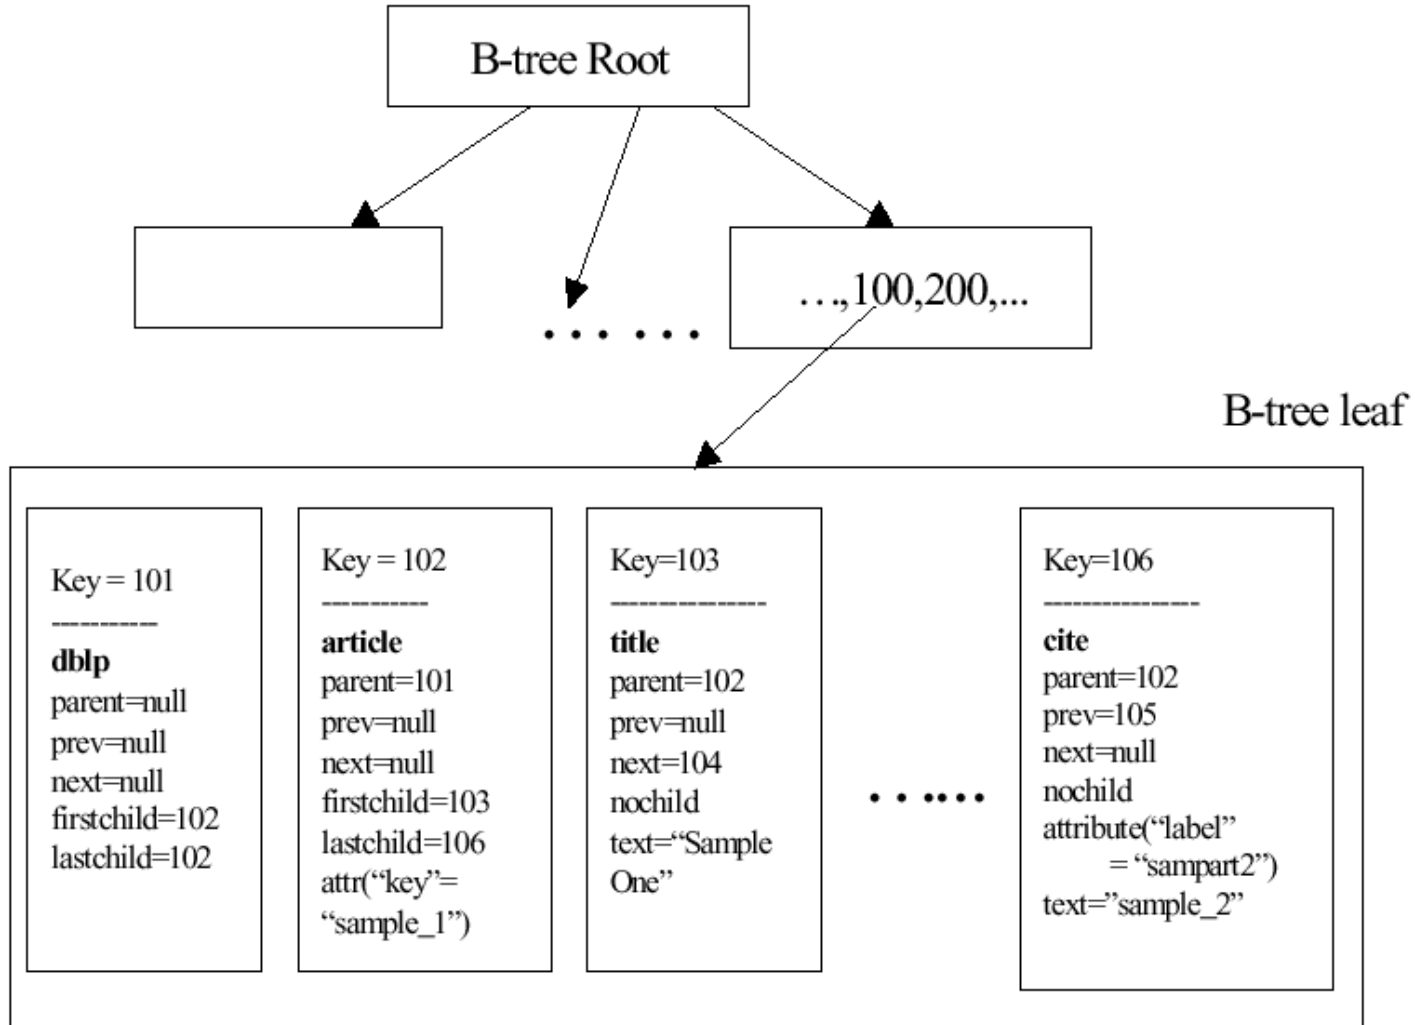 B-tree Root
…,100,200,...
…...
B-tree leaf
Key = 101
-----------
dblp
parent=null
prev=null
next=null
firstchild=102
lastchild=102
Key = 102
-----------
article
parent=101
prev=null
next=null
firstchild=103
lastchild=106
attr(“key”=
“sample_1”)
Key=103
----------------
title
parent=102
prev=null
next=104
nochild
text=“Sample
One”
…...
Key=106
----------------
cite
parent=102
prev=105
next=null
nochild
attribute(“label”
= “sampart2”)
text=”sample_2”